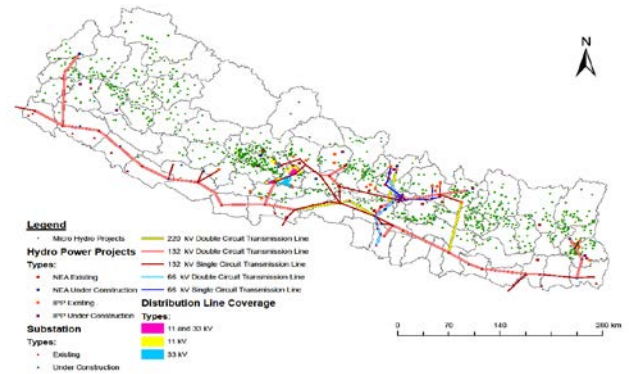 N
Legend
Micro Hydro Projects
Hydro Power Projects
Types:
NEA Existing
NEA Under Construction
IPP Existing
IPP Under Construction
Substation
Types:
Existing
Under Construction
220 kV Double Circuit Transmission Line
132 kV Double Circuit Transmission Line
132 kV Single Circuit Transmission Line
66 kV Double Circuit Transmission Line
66 kV Single Circuit Transmission Line
Distribution Line Coverage
Types:
11 and 33 kV
11 kV
33 kV
0 35 70 140 210 280 km